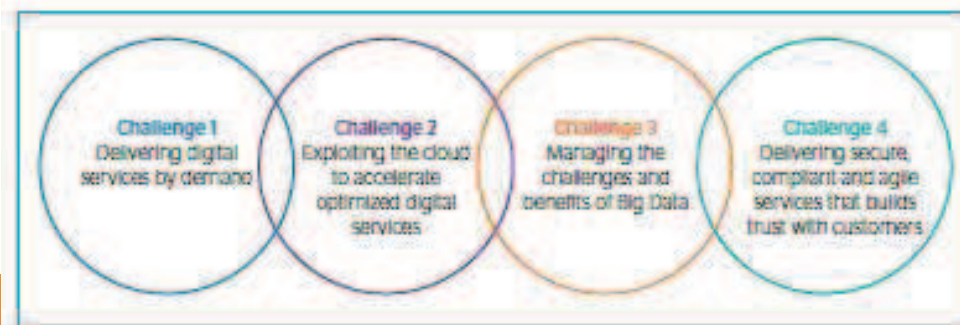 Challenge 1
Delivering digital
services by demand
Challenge 2
Exploiting the cloud
to accelerate
optimized digital
services
Challenge 3
Managing the
challenges and
benefits of Big Data
Challenge 4
Delivering secure,
compliant and agile
services that builds
trust with customers